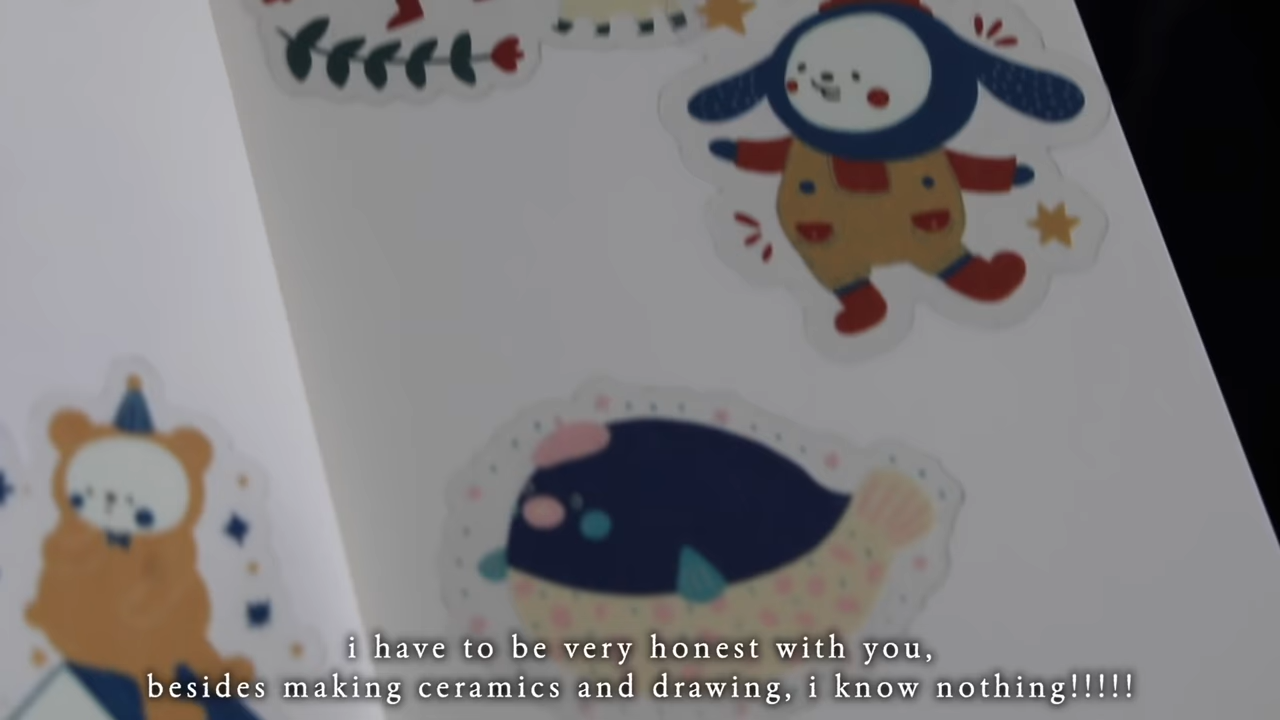 i have to be very honest with you,
besides making ceramics and drawing, i know nothing!!!!!